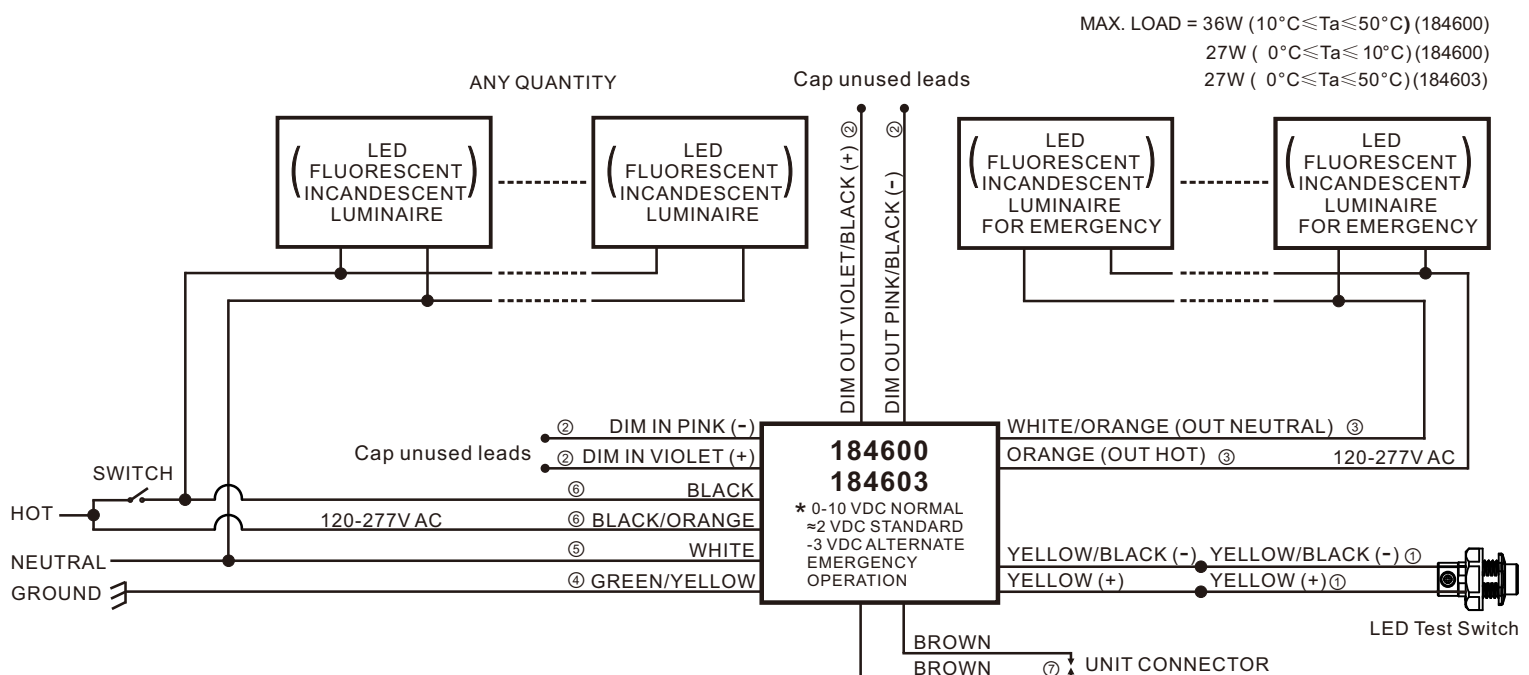 MAX. LOAD = 36W (10°C≤Ta≤50°C) (184600)
27W ( 0°C≤Ta≤ 10°C) (184600)
27W ( 0°C≤Ta≤50°C) (184603)
ANY QUANTITY
Cap unused leads
LED
FLUORESCENT
INCANDESCENT
LUMINAIRE
LED
FLUORESCENT
INCANDESCENT
LUMINAIRE
DIM OUT VIOLET/BLACK (+) ②
DIM OUT PINK/BLACK (-) ②
LED
FLUORESCENT
INCANDESCENT
LUMINAIRE
FOR EMERGENCY
LED
FLUORESCENT
INCANDESCENT
LUMINAIRE
FOR EMERGENCY
Cap unused leads
② DIM IN PINK (-)
② DIM IN VIOLET (+)
SWITCH
⑥ BLACK
HOT
120-277V AC
⑥ BLACK/ORANGE
NEUTRAL
⑤ WHITE
GROUND
④ GREEN/YELLOW
184600
184603
* 0-10 VDC NORMAL
≈2 VDC STANDARD
-3 VDC ALTERNATE
EMERGENCY
OPERATION
WHITE/ORANGE (OUT NEUTRAL) ③
ORANGE (OUT HOT) ③
120-277V AC
YELLOW/BLACK (-)
YELLOW/BLACK (-) ①
YELLOW (+)
YELLOW (+) ①
LED Test Switch
BROWN
BROWN
⑦ UNIT CONNECTOR